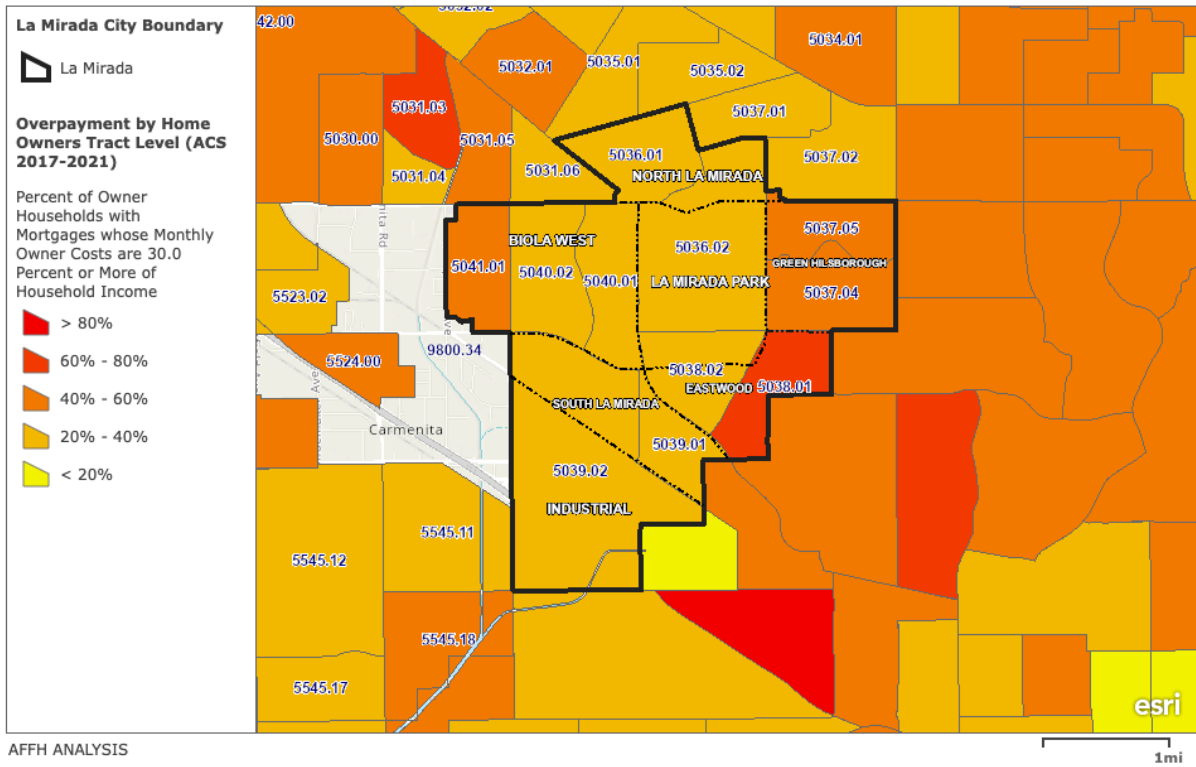 La Mirada City Boundary
La Mirada
Overpayment by Home
Owners Tract Level (ACS
2017-2021)
Percent of Owner
Households with
Mortgages whose Monthly
Owner Costs are 30.0
Percent or More of
Household Income
> 80%
60% - 80%
40% - 60%
20% - 40%
< 20%
42.00
5032.02
5034.01
5032.01
5035.01
5035.02
5031.03
5037.01
5030.00
5031.05
5036.01
5037.02
5031.04
5031.06
NORTH LA MIRADA
nita Rd
5037.05
BIOLA WEST
5036.02
5041.01
5040.02
5040.01
LA MIRADA PARK
GREEN HILSBOROUGH
5037.04
5523.02
Ave
5524.00
9800.34
5038.02
EASTWOOD
5038.01
Ave
SOUTH LA MIRADA
Carmenita
5039.01
5039.02
INDUSTRIAL
5545.11
5545.12
5545.18
5545.17
esri
AFFH ANALYSIS
1mi